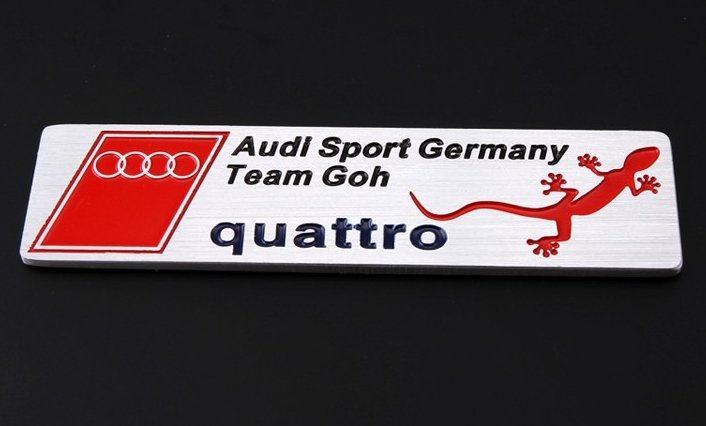 Audi Sport Germany
Team Goh
quattro